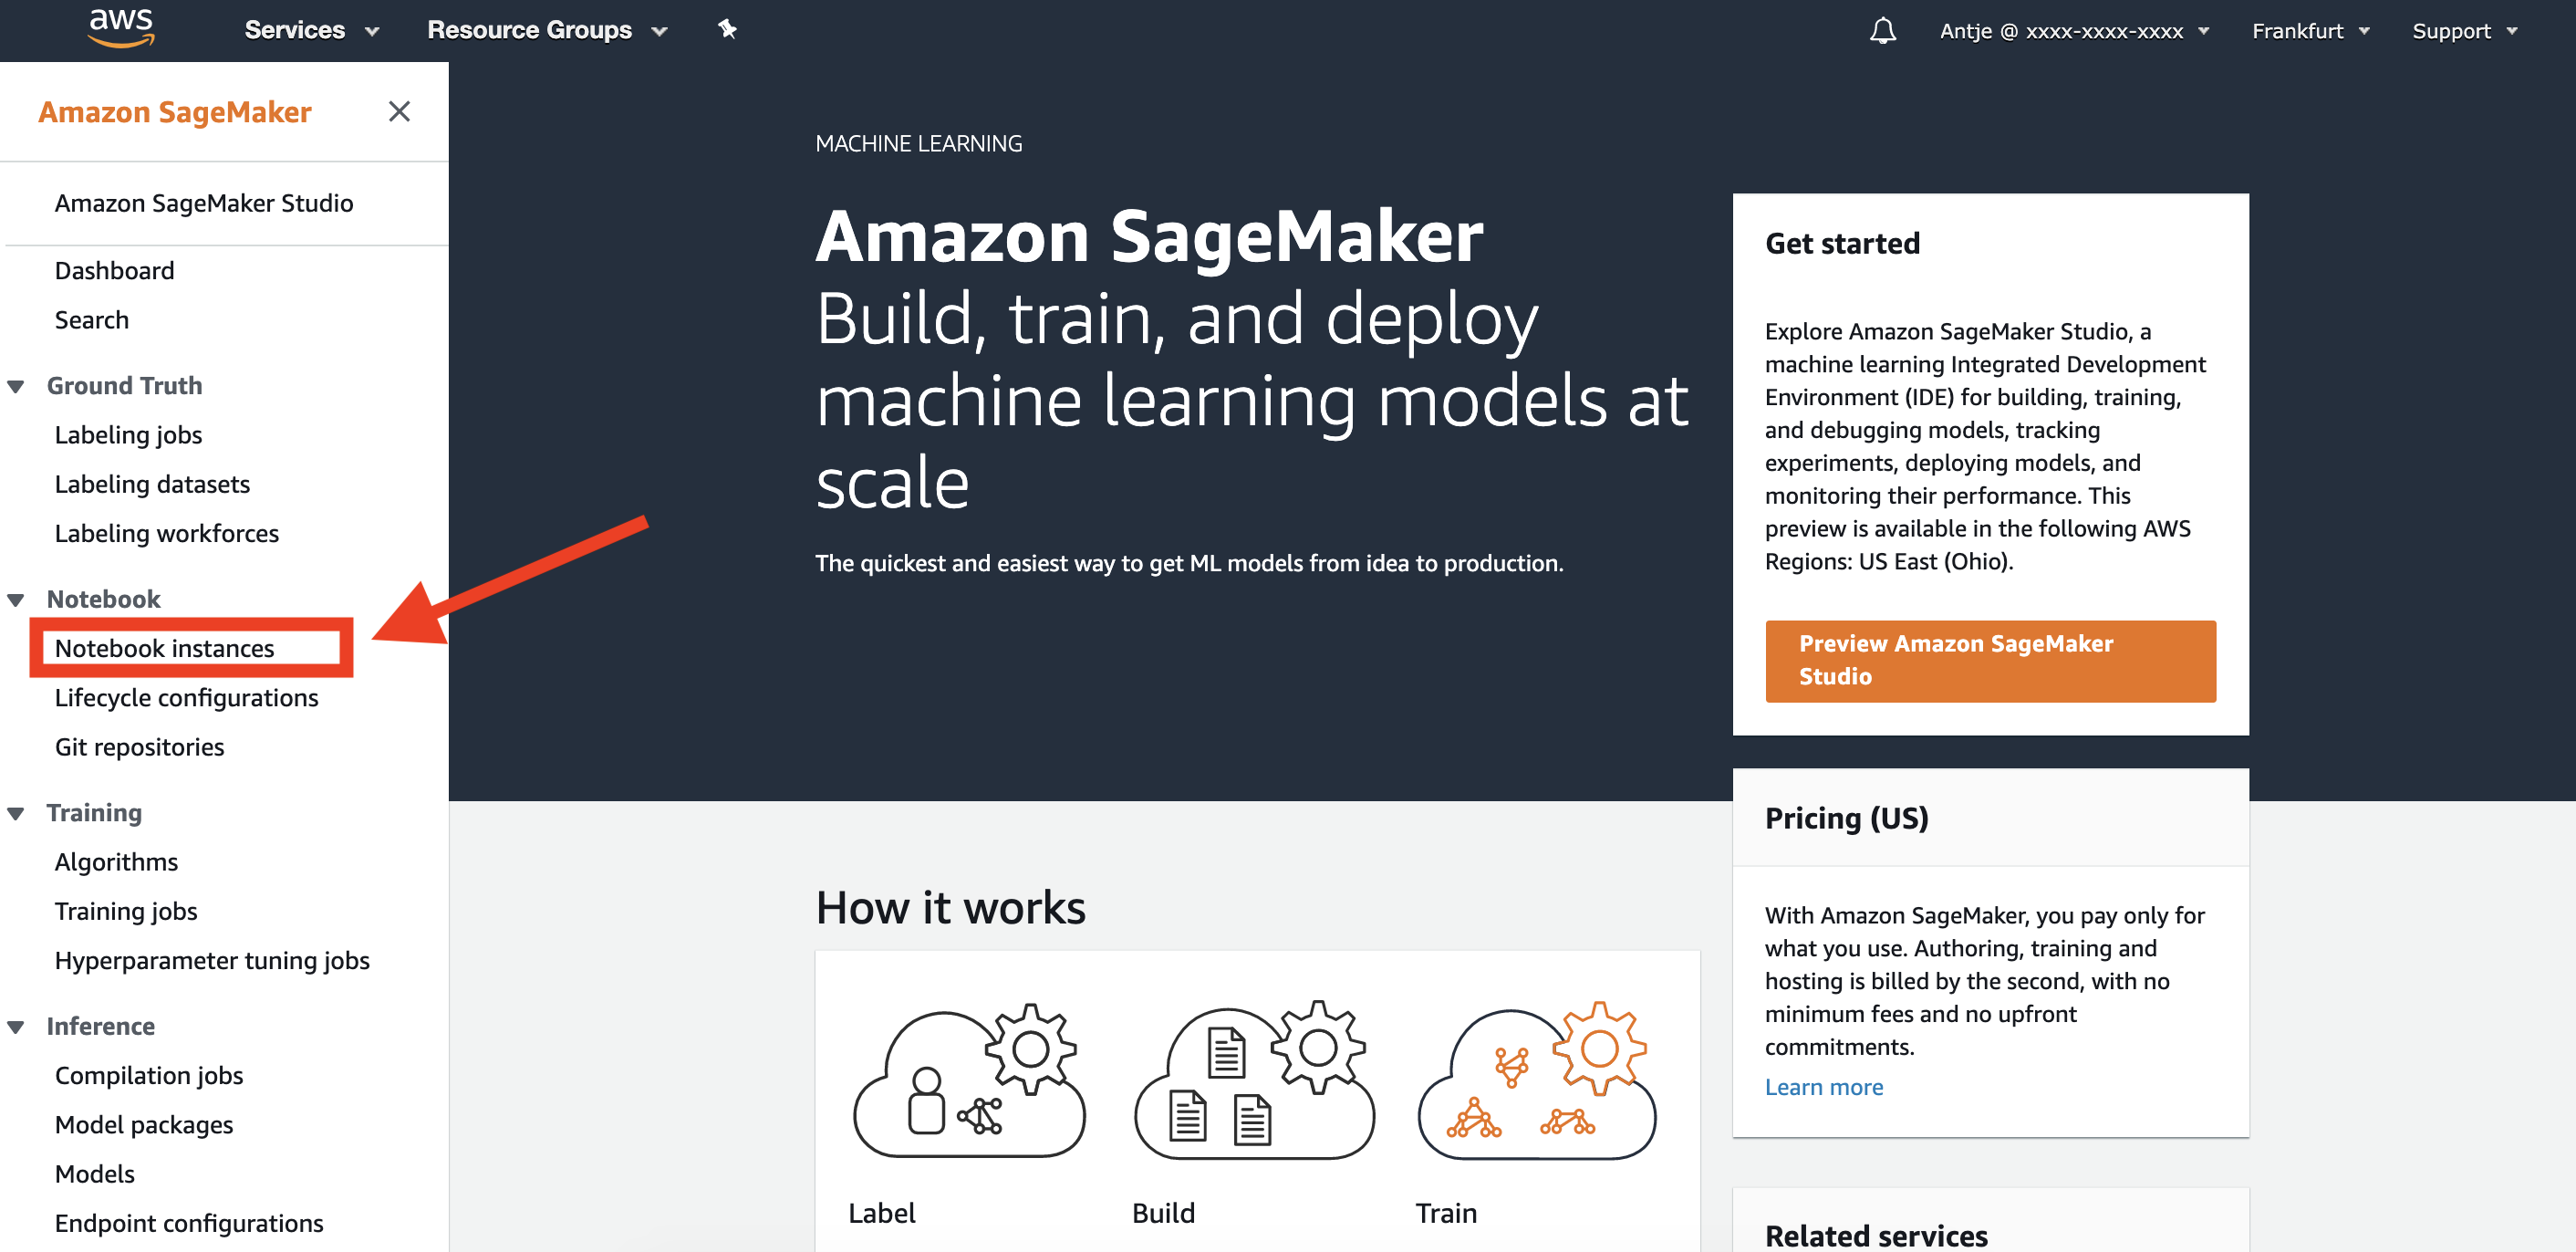 aws
Services
Resource Groups
Antje @ xxxx-xxxx-xxxx
Frankfurt
Support
Amazon SageMaker
Amazon SageMaker Studio
Dashboard
Search
Ground Truth
Labeling jobs
Labeling datasets
Labeling workforces
Notebook
Notebook instances
Lifecycle configurations
Git repositories
Training
Algorithms
Training jobs
Hyperparameter tuning jobs
Inference
Compilation jobs
Model packages
Models
Endpoint configurations
MACHINE LEARNING
Amazon SageMaker
Build, train, and deploy
machine learning models at
scale
The quickest and easiest way to get ML models from idea to production.
Get started
Explore Amazon SageMaker Studio, a
machine learning Integrated Development
Environment (IDE) for building, training,
and debugging models, tracking
experiments, deploying models, and
monitoring their performance. This
preview is available in the following AWS
Regions: US East (Ohio).
Preview Amazon SageMaker
Studio
Pricing (US)
With Amazon SageMaker, you pay only for
what you use. Authoring, training and
hosting is billed by the second, with no
minimum fees and no upfront
commitments.
Learn more
How it works
Label
Build
Train
Related services